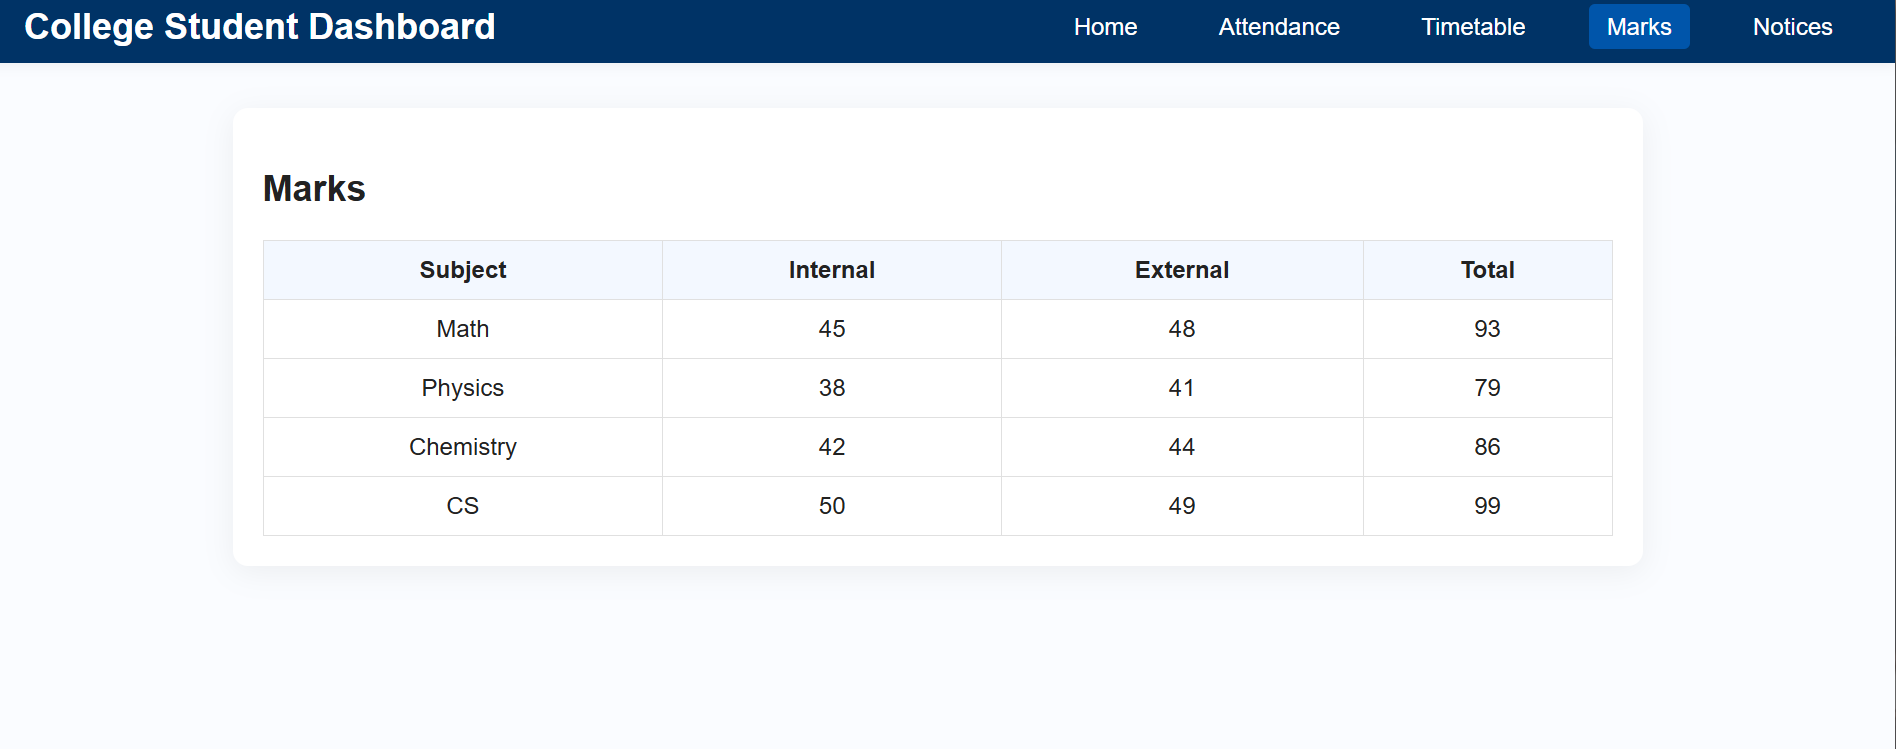 College Student Dashboard Home Attendance Timetable Marks Notices
Marks
Subject Internal External Total
Math 45 48 93
Physics 38 41 79
Chemistry 42 44 86
CS 50 49 99